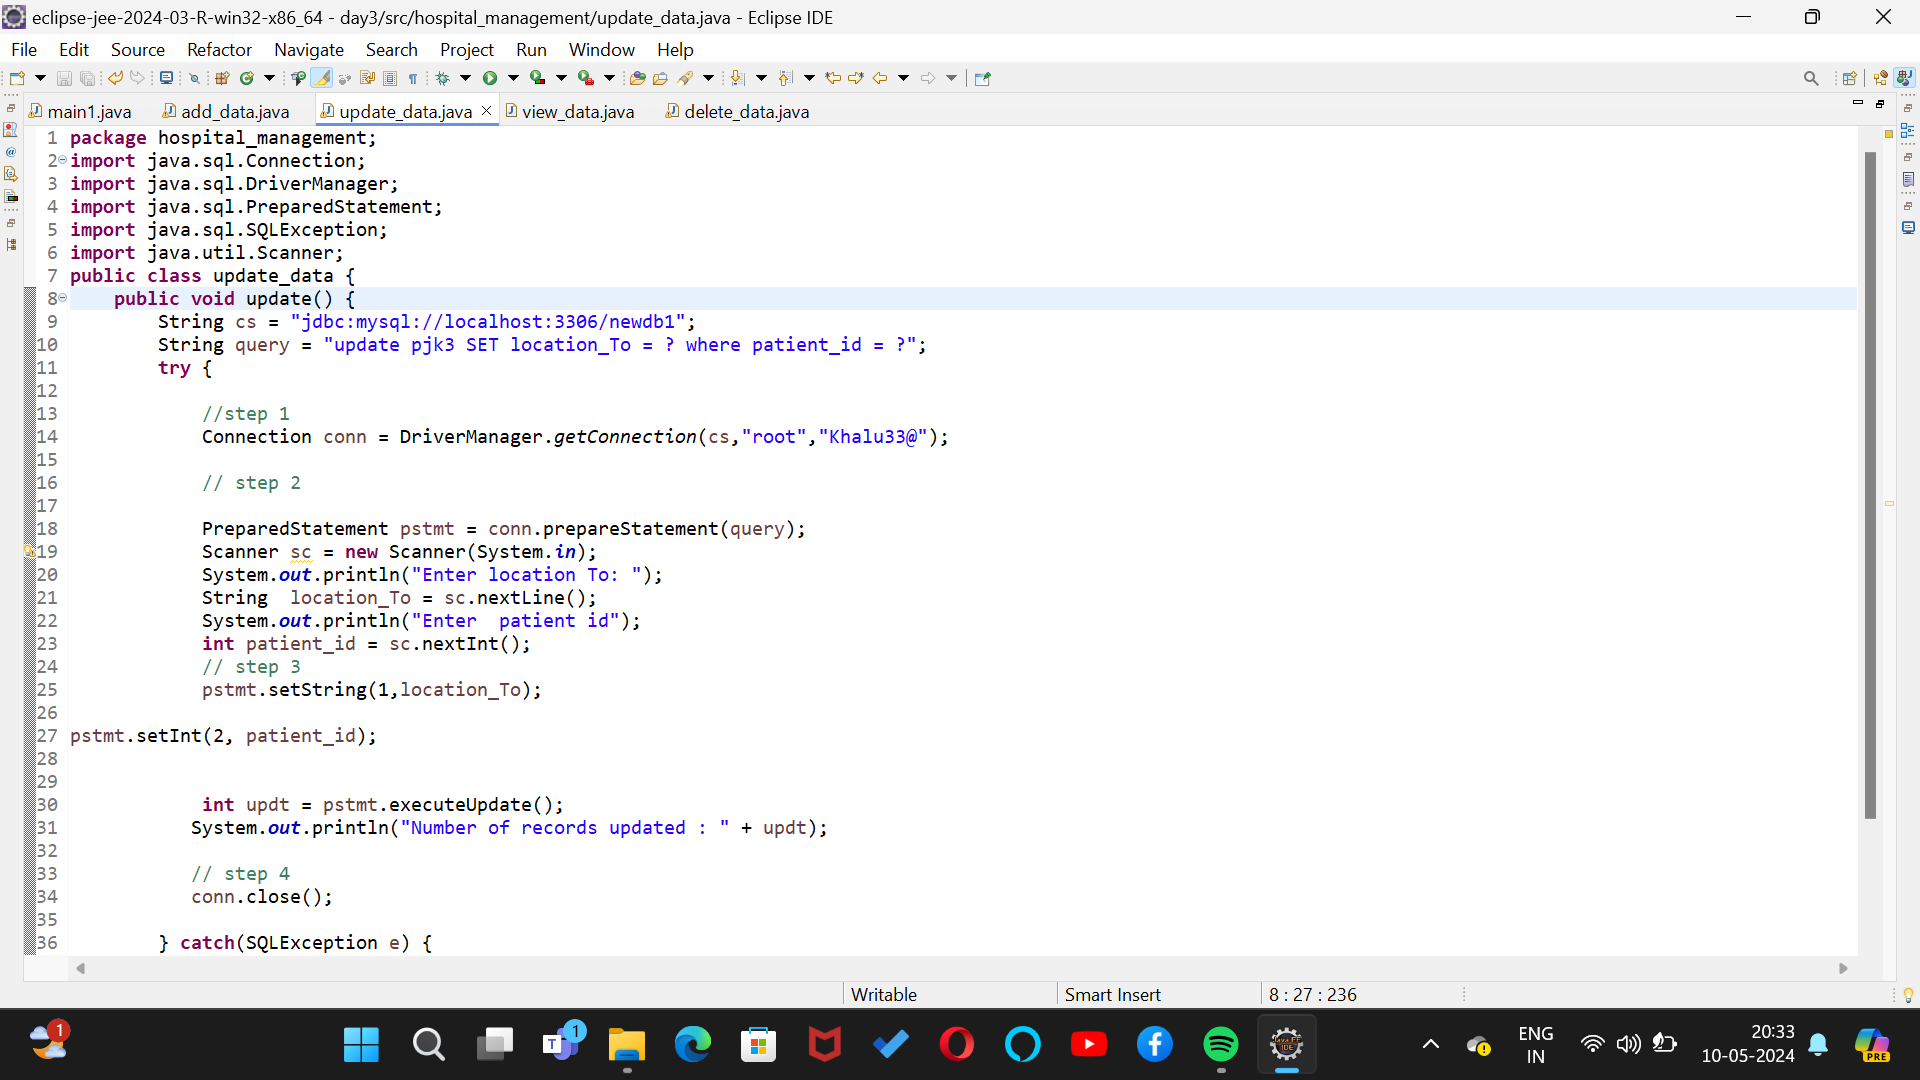 eclipse-jee-2024-03-R-win32-x86_64 - day3/src/hospital_management/update_data.java - Eclipse IDE
File Edit Source Refactor Navigate Search Project Run Window Help
main1.java add_data.java update_data.java view_data.java delete_data.java
1 package hospital_management;
2 import java.sql.Connection;
3 import java.sql.DriverManager;
4 import java.sql.PreparedStatement;
5 import java.sql.SQLException;
6 import java.util.Scanner;
7 public class update_data {
8 public void update() {
9 String cs = "jdbc:mysql://localhost:3306/newdb1";
10 String query = "update pjk3 SET location_To = ? where patient_id = ?";
11 try {
12
13 //step 1
14 Connection conn = DriverManager.getConnection(cs,"root","Khalu33@");
15
16 // step 2
17
18 PreparedStatement pstmt = conn.prepareStatement(query);
19 Scanner sc = new Scanner(System.in);
20 System.out.println("Enter location To: ");
21 String  location_To = sc.nextLine();
22 System.out.println("Enter  patient id");
23 int patient_id = sc.nextInt();
24 // step 3
25 pstmt.setString(1,location_To);
26
27 pstmt.setInt(2, patient_id);
28
29
30 int updt = pstmt.executeUpdate();
31 System.out.println("Number of records updated : " + updt);
32
33 // step 4
34 conn.close();
35
36 } catch(SQLException e) {
Writable Smart Insert 8 : 27 : 236
1
T 1
Java EE IDE
ENG
IN
20:33
10-05-2024
PRE